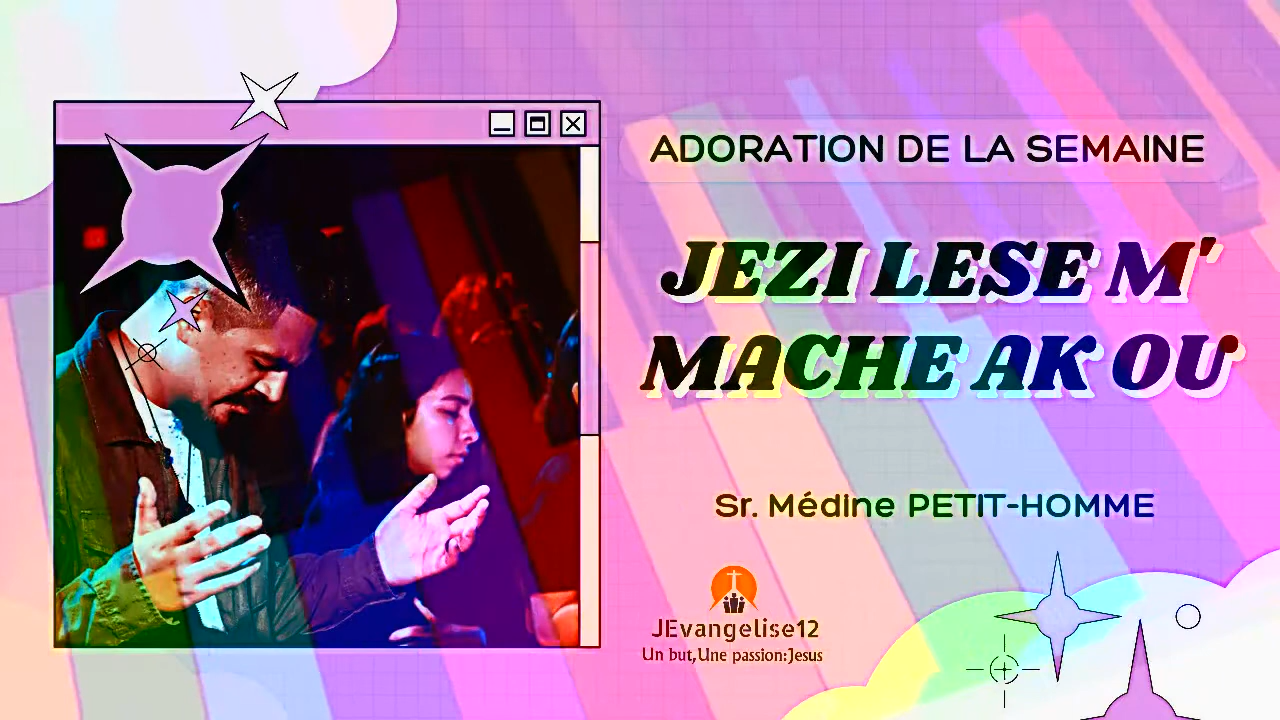 ADORATION DE LA SEMAINE
JEZI LESE M'
MACHE AK OU
Sr. Médine PETIT-HOMME
JEvangelise12
Un but,Une passion:Jesus